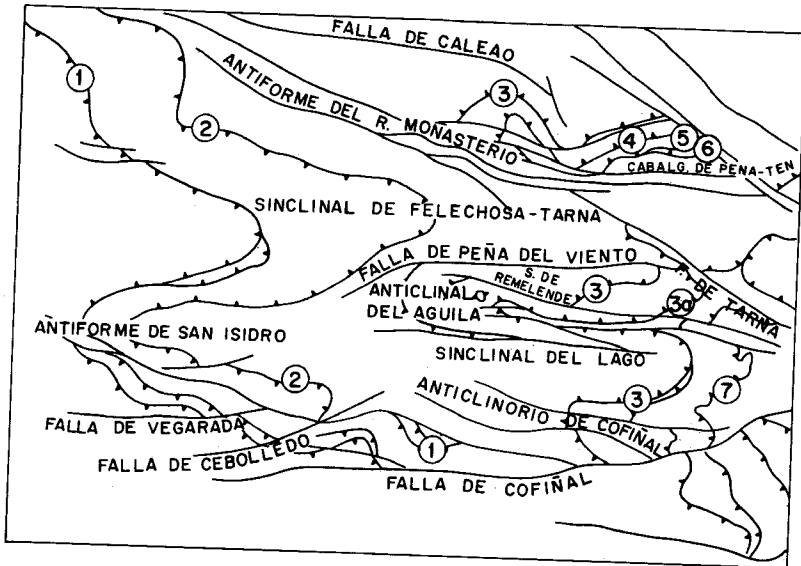 FALLA DE CALEAO
1
ANTIFORME DEL R. MONASTERIO
3
2
4
5
6
CABALG. DE PENA-TEN
SINCLINAL DE FELECHOSA-TARNA
FALLA DE PEÑA DEL VIENTO
F. DE TARNA
S. DE
REMELENDE
3
ANTICLINAL
DEL AGUILA
3a
ANTIFORME DE SAN ISIDRO
SINCLINAL DEL LAGO
2
ANTICLINORIO DE COFIÑAL
3
7
FALLA DE VEGARADA
1
FALLA DE CEBOLLEDO
FALLA DE COFIÑAL